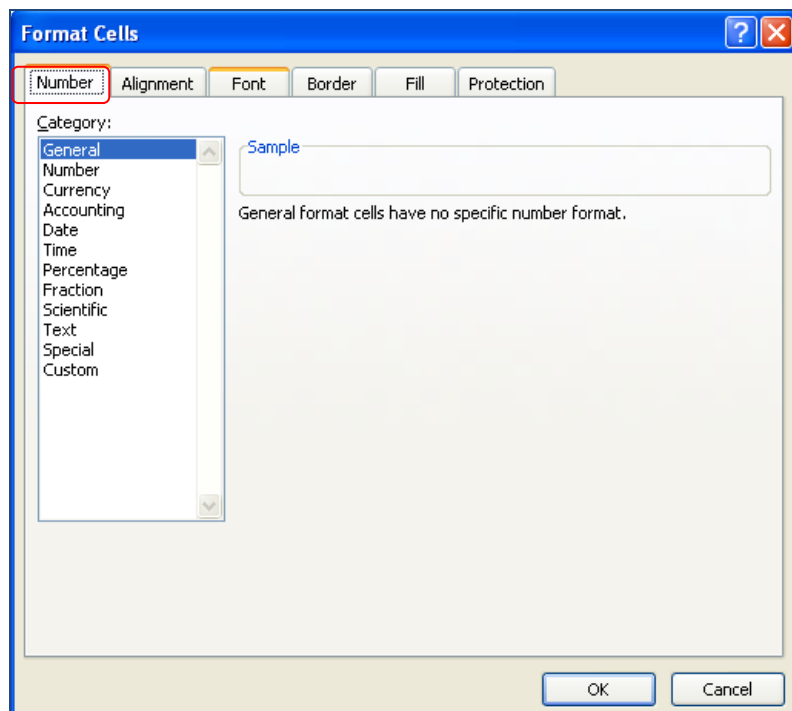 Format Cells
Number Alignment Font Border Fill Protection
Category:
General
Number
Currency
Accounting
Date
Time
Percentage
Fraction
Scientific
Text
Special
Custom
Sample
General format cells have no specific number format.
OK Cancel